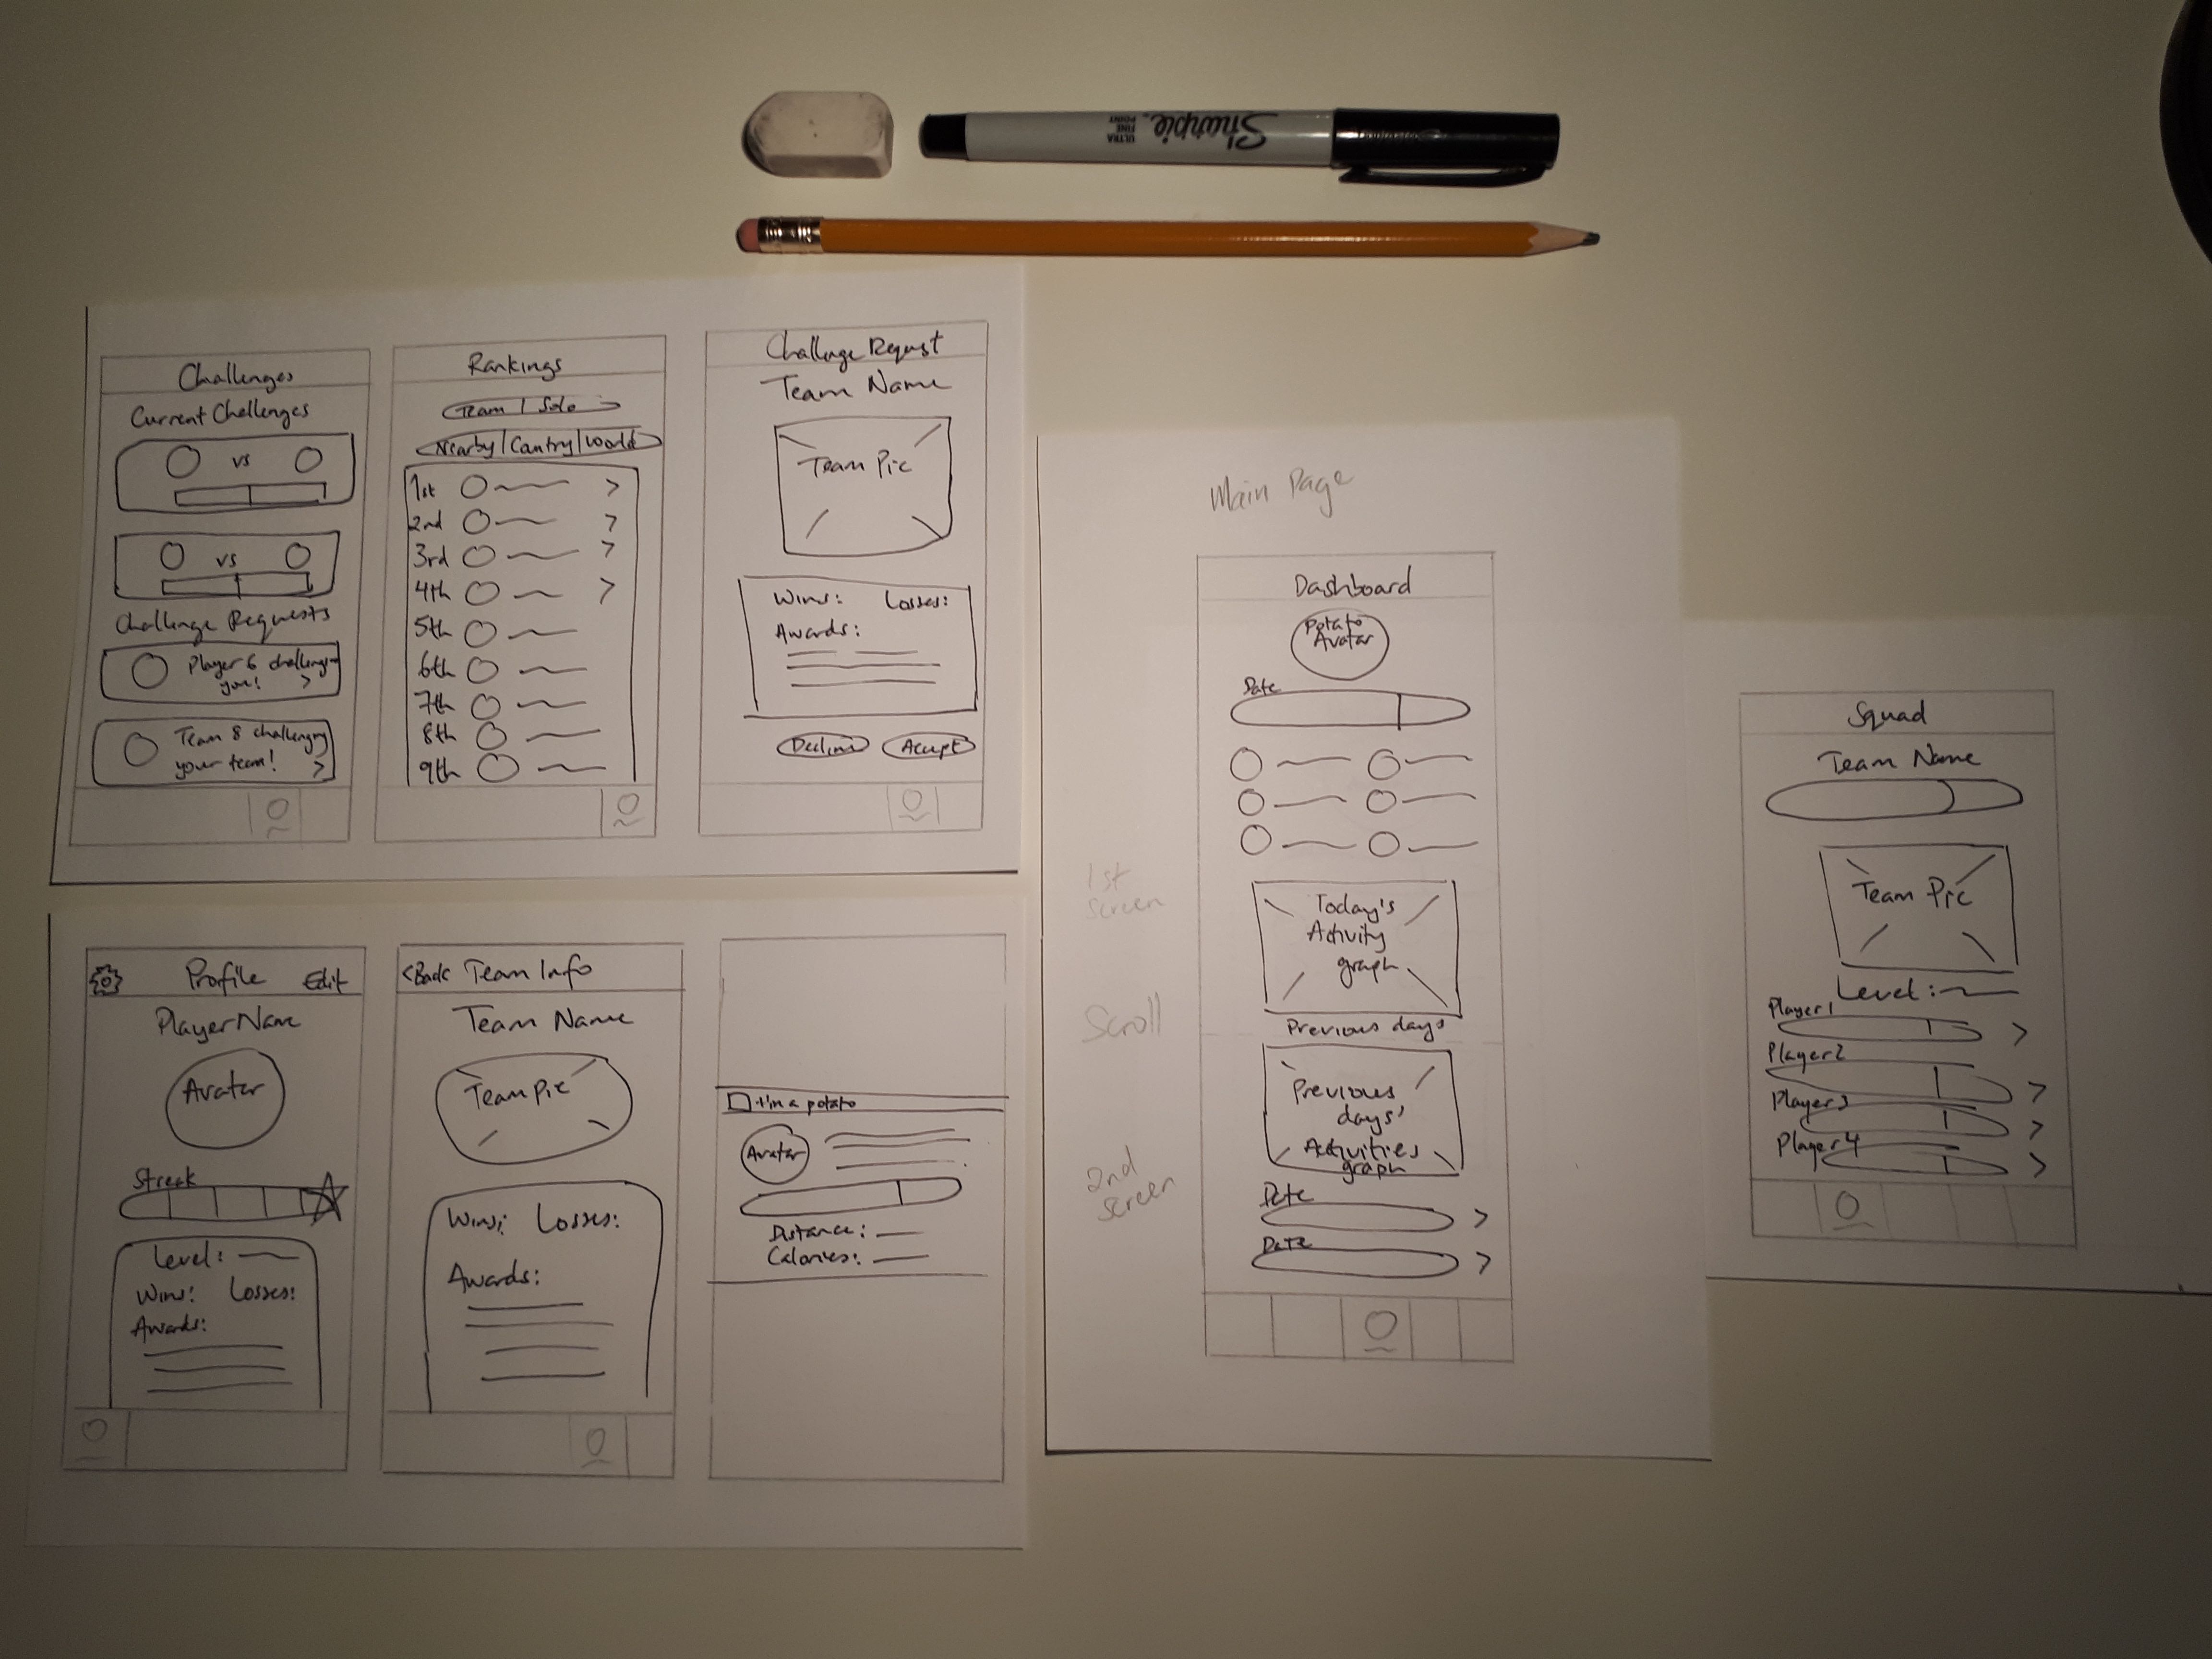 Sharpie
ULTRA
FINE
POINT
Challenges
Current Challenges
vs
vs
Challenge Requests
Player 6 challenging
you! >
Team 8 challenging
your team! >
Rankings
Team | Solo
Nearby | Country | World
1st >
2nd >
3rd >
4th >
5th
6th
7th
8th
9th
Challenge Request
Team Name
Team Pic
Wins: Losses:
Awards:
Decline Accept
Profile Edit
Player Name
Avatar
Streak
Level:
Wins: Losses:
Awards:
<Back Team Info
Team Name
Team Pic
Wins: Losses:
Awards:
I'm a potato
Avatar
Distance:
Calories:
Main Page
Dashboard
Potato
Avatar
Date
1st
Screen
Today's
Activity
graph
Scroll
Previous days
Previous
days'
Activities
graph
2nd
Screen
Date
>
Date
>
Squad
Team Name
Team Pic
Level:
Player 1
>
Player 2
>
Player 3
>
Player 4
>